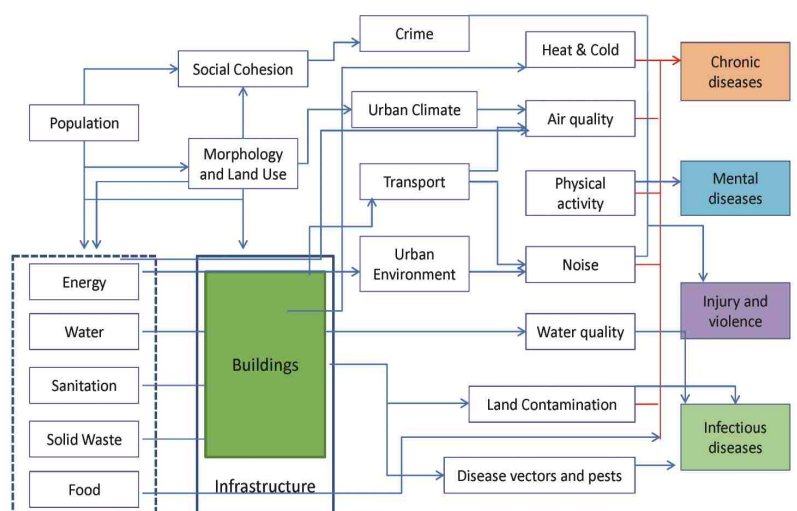 Crime
Heat & Cold
Chronic
diseases
Social Cohesion
Population
Urban Climate
Air quality
Morphology
and Land Use
Transport
Physical
activity
Mental
diseases
Urban
Environment
Noise
Energy
Injury and
violence
Water
Water quality
Buildings
Sanitation
Land Contamination
Solid Waste
Infectious
diseases
Food
Infrastructure
Disease vectors and pests